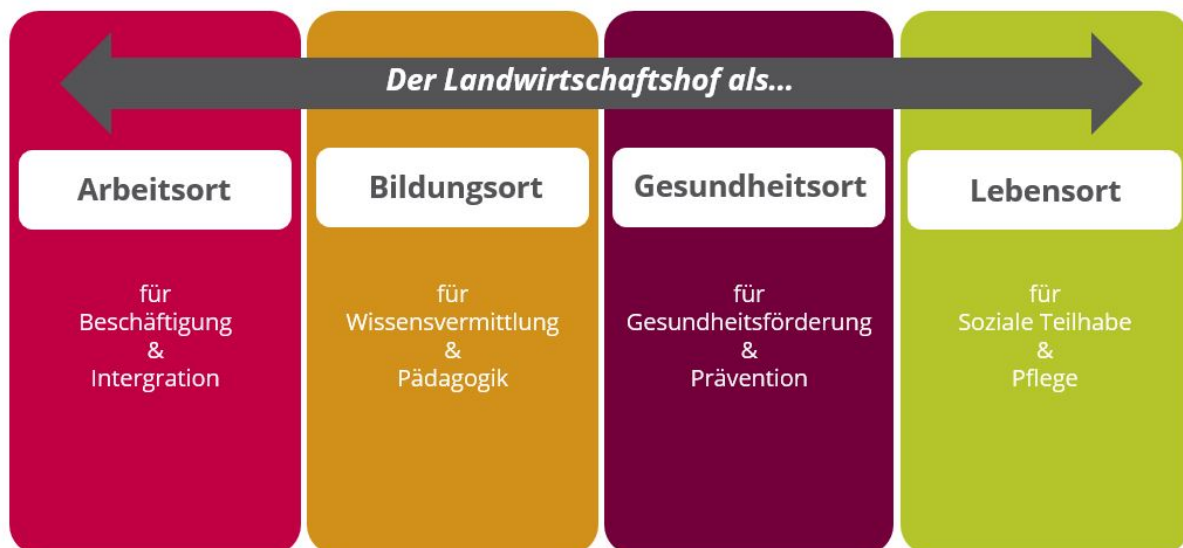 Der Landwirtschaftshof als...
Arbeitsort
für
Beschäftigung
&
Intergration
Bildungsort
für
Wissensvermittlung
&
Pädagogik
Gesundheitsort
für
Gesundheitsförderung
&
Prävention
Lebensort
für
Soziale Teilhabe
&
Pflege